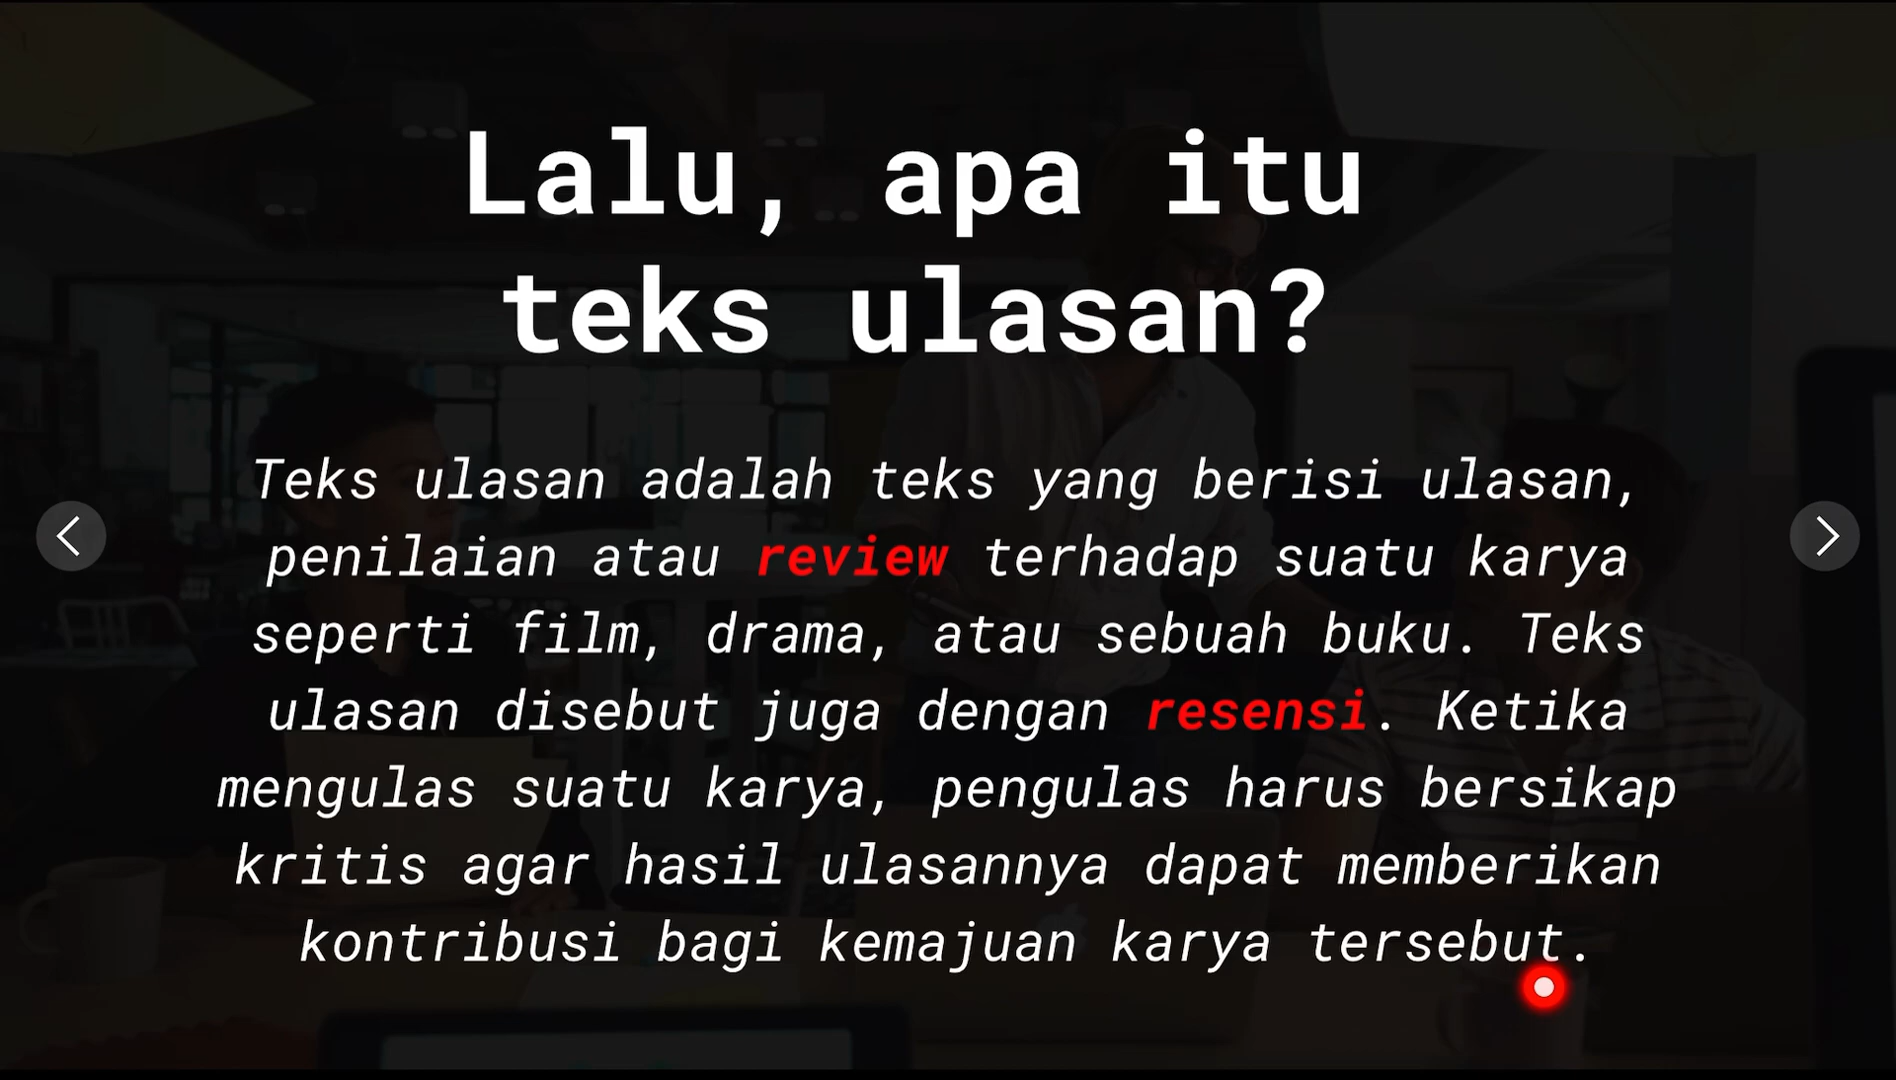 Lalu, apa itu
teks ulasan?
Teks ulasan adalah teks yang berisi ulasan,
penilaian atau review terhadap suatu karya
seperti film, drama, atau sebuah buku. Teks
ulasan disebut juga dengan resensi. Ketika
mengulas suatu karya, pengulas harus bersikap
kritis agar hasil ulasannya dapat memberikan
kontribusi bagi kemajuan karya tersebut.